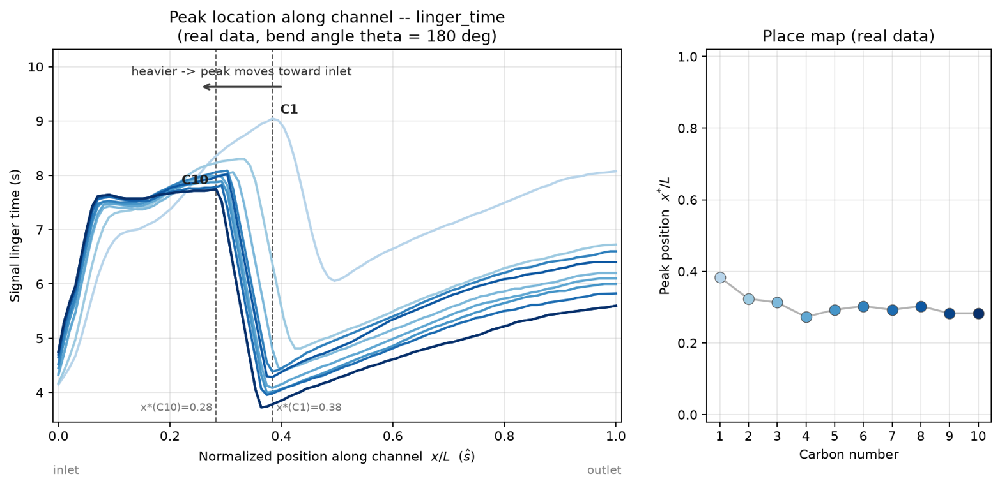 Peak location along channel -- linger_time
(real data, bend angle theta = 180 deg)
heavier -> peak moves toward inlet
C1
C10
x*(C10)=0.28
x*(C1)=0.38
Signal linger time (s)
10
9
8
7
6
5
4
0.0 0.2 0.4 0.6 0.8 1.0
Normalized position along channel x/L (ŝ)
inlet
outlet
Place map (real data)
Peak position x*/L
1.0
0.8
0.6
0.4
0.2
0.0
1 2 3 4 5 6 7 8 9 10
Carbon number